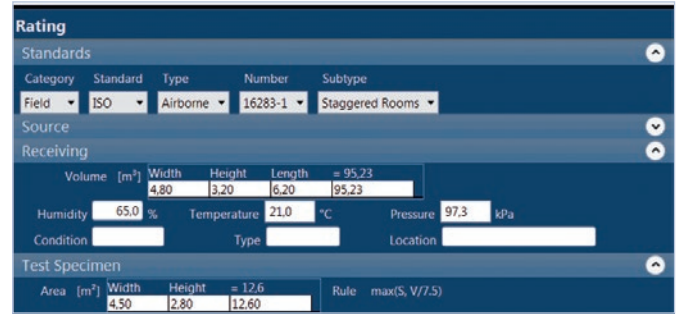 Rating
Standards
Category Standard Type Number Subtype
Field ISO Airborne 16283-1 Staggered Rooms
Source
Receiving
Volume [m³] Width Height Length = 95,23
4,80 3,20 6,20 95,23
Humidity 65,0 % Temperature 21,0 °C Pressure 97,3 kPa
Condition Type Location
Test Specimen
Area [m²] Width Height = 12,6 Rule max(S, V/7.5)
4,50 2,80 12,60